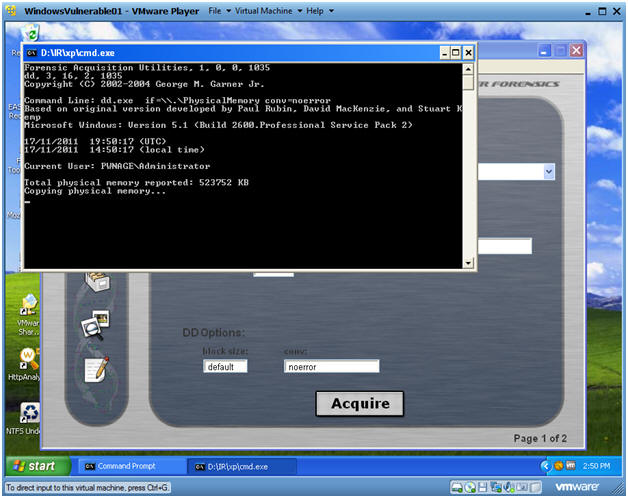 WindowsVulnerable01 - VMware Player File Virtual Machine Help
D:\IR\xp\cmd.exe
Forensic Acquisition Utilities, 1, 0, 0, 1035
dd, 3, 16, 2, 1035
Copyright (C) 2002-2004 George M. Garner Jr.
Command Line: dd.exe if=\\.\PhysicalMemory conv=noerror
Based on original version developed by Paul Rubin, David MacKenzie, and Stuart K
emp
Microsoft Windows: Version 5.1 (Build 2600.Professional Service Pack 2)
17/11/2011 19:50:17 (UTC)
17/11/2011 14:50:17 (local time)
Current User: PWNAGE\Administrator
Total physical memory reported: 523752 KB
Copying physical memory...
R FORENSICS
Re
EAS
Rec
Too
Moz
VMware
Shar...
HttpAnaly
NTFS Und
DD Options:
block size: conv:
default noerror
Acquire
Page 1 of 2
start Command Prompt D:\IR\xp\cmd.exe 2:50 PM
To direct input to this virtual machine, press Ctrl+G. vmware